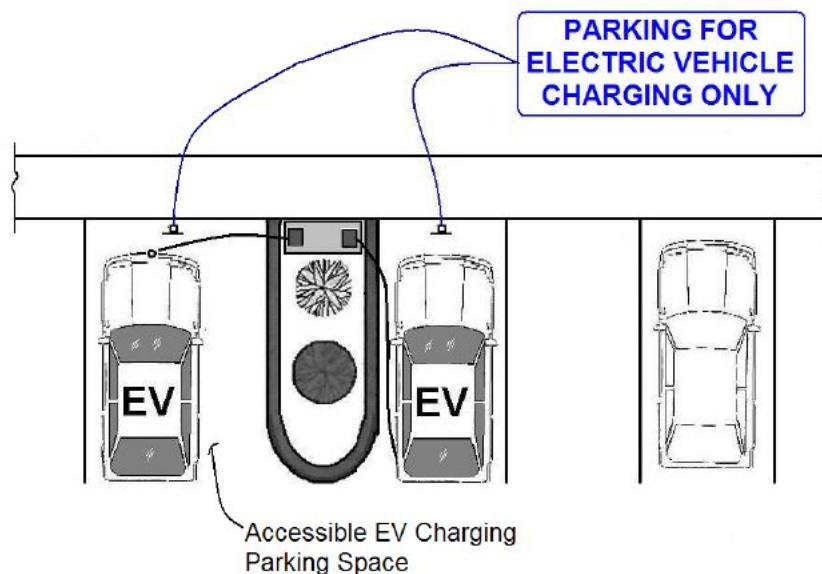 PARKING FOR
ELECTRIC VEHICLE
CHARGING ONLY
EV
EV
Accessible EV Charging
Parking Space